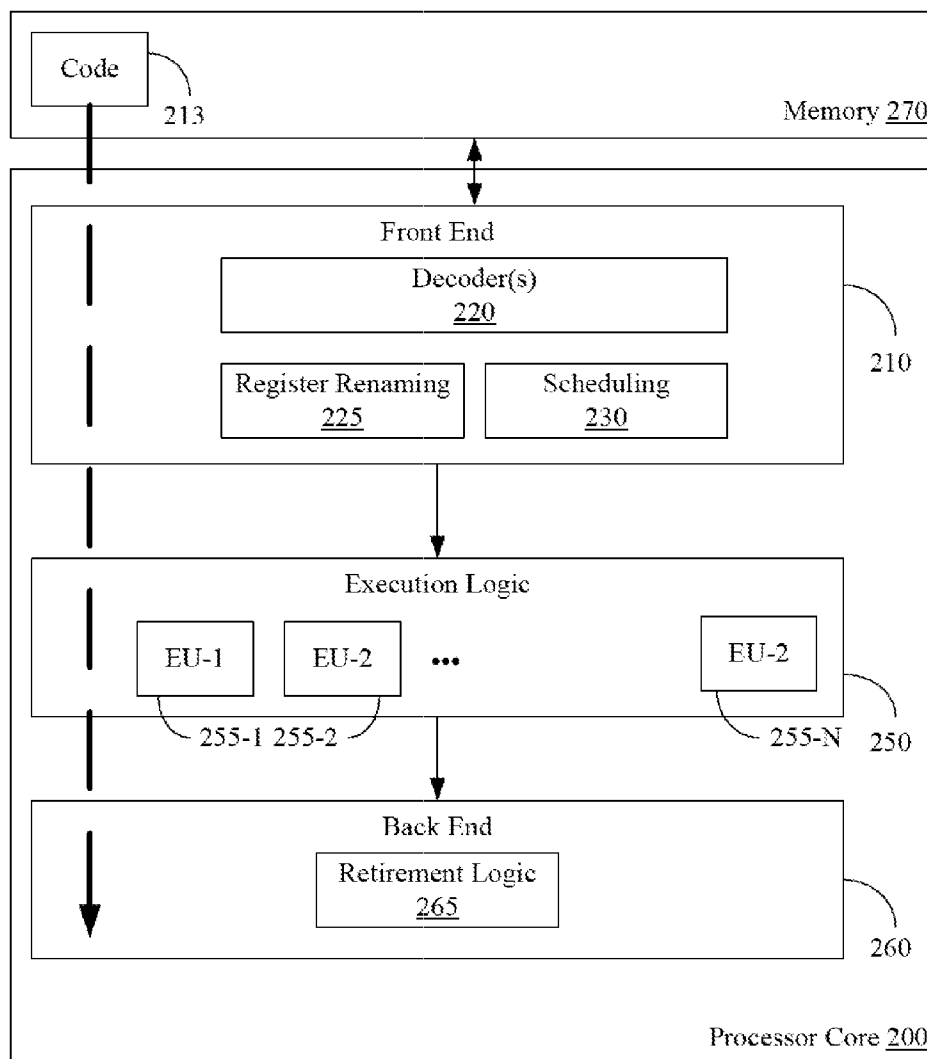 Code
213
Memory 270
Front End
Decoder(s)
220
210
Register Renaming
225
Scheduling
230
Execution Logic
EU-1
EU-2
•••
EU-2
255-1 255-2
255-N
250
Back End
Retirement Logic
265
260
Processor Core 200